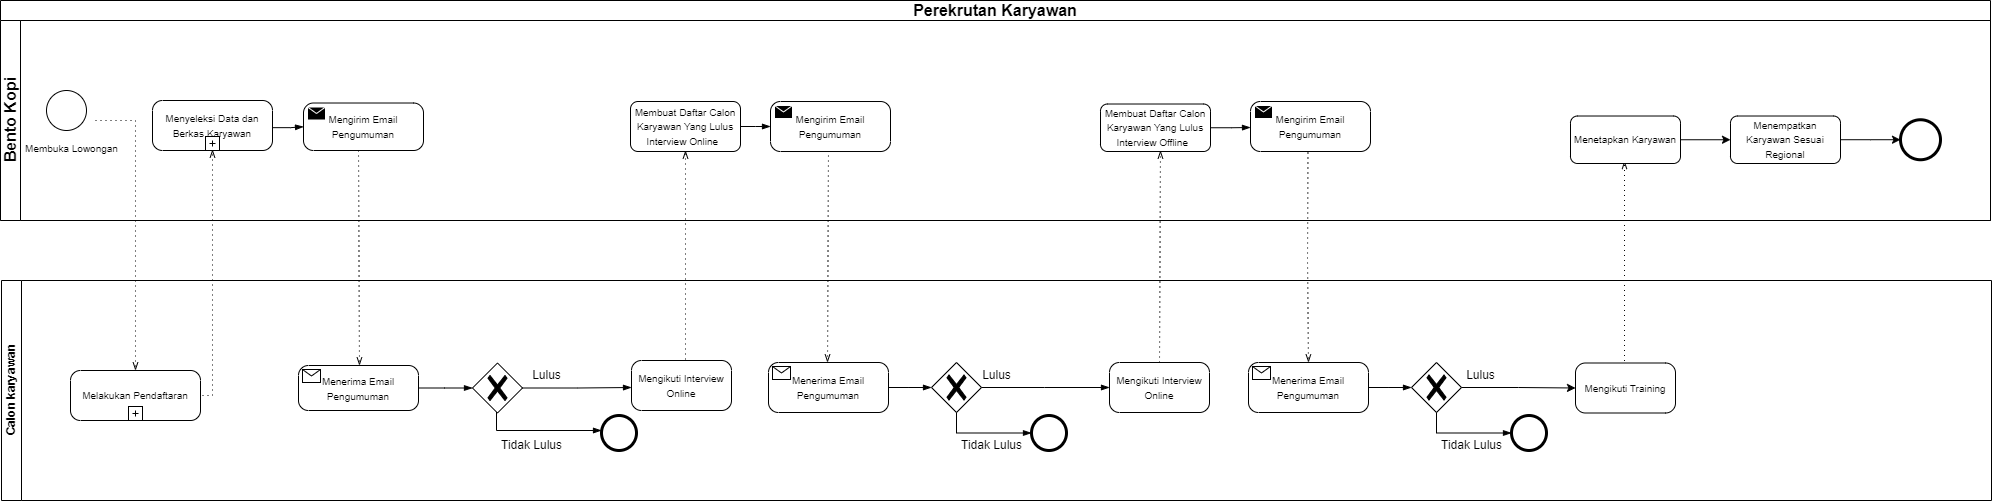 Perekrutan Karyawan
Bento Kopi
Membuka Lowongan
Menyeleksi Data dan
Berkas Karyawan
Mengirim Email
Pengumuman
Membuat Daftar Calon
Karyawan Yang Lulus
Interview Online
Mengirim Email
Pengumuman
Membuat Daftar Calon
Karyawan Yang Lulus
Interview Offline
Mengirim Email
Pengumuman
Menetapkan Karyawan
Menempatkan
Karyawan Sesuai
Regional
Calon karyawan
Melakukan Pendaftaran
Menerima Email
Pengumuman
Lulus
Tidak Lulus
Mengikuti Interview
Online
Menerima Email
Pengumuman
Lulus
Tidak Lulus
Mengikuti Interview
Online
Menerima Email
Pengumuman
Lulus
Tidak Lulus
Mengikuti Training